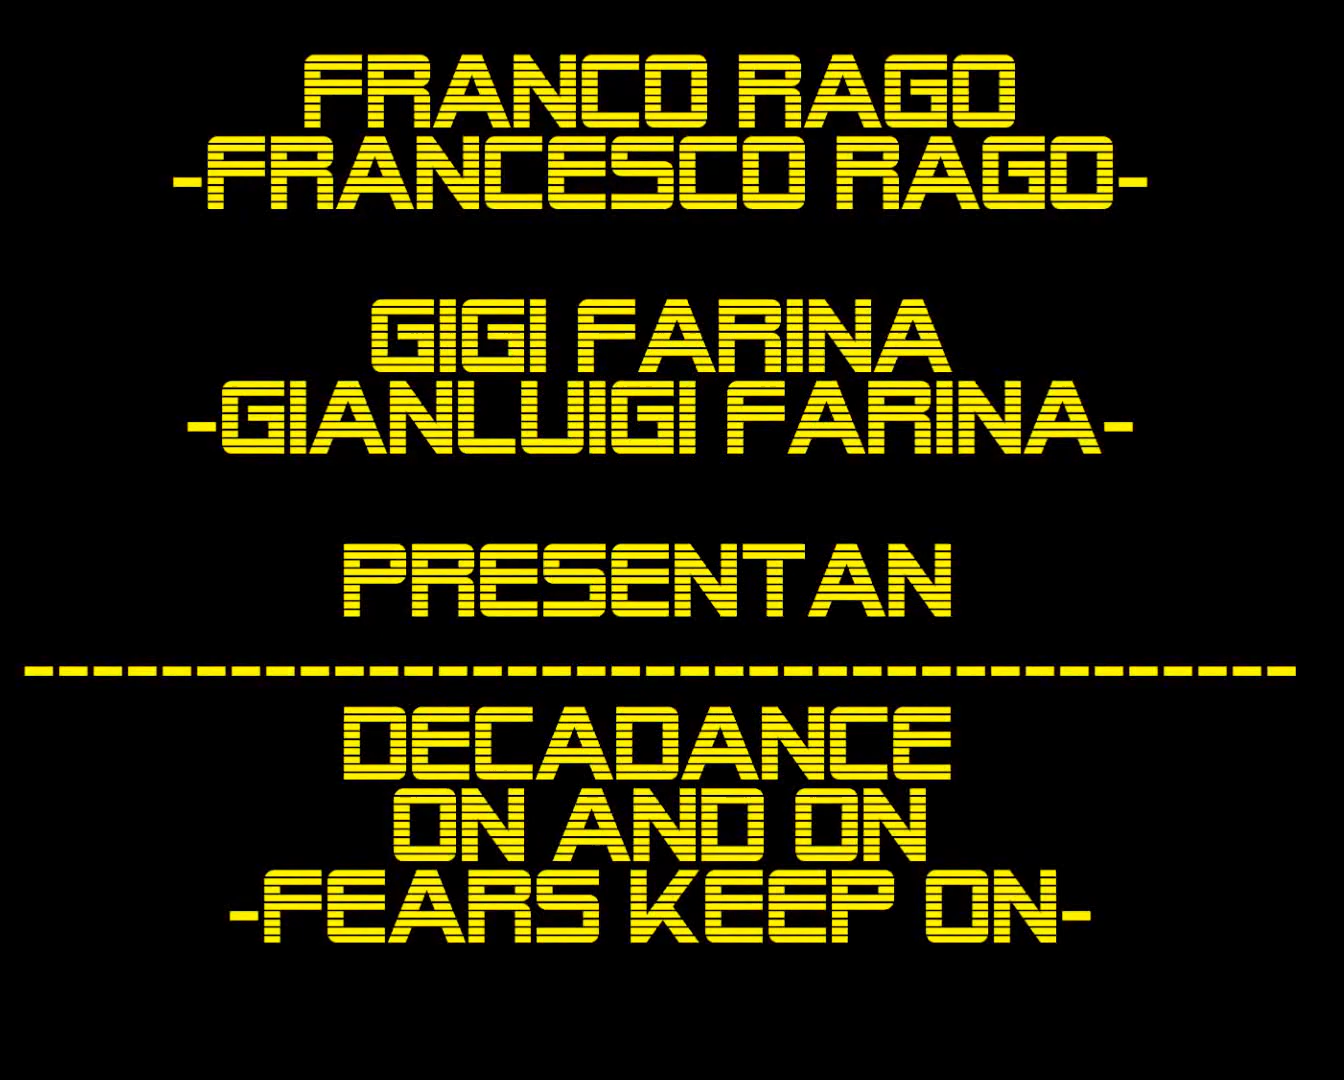 FRANCO RAGO
-FRANCESCO RAGO-
GIGI FARINA
-GIANLUIGI FARINA-
PRESENTAN
-------------------------------------
DECADANCE
ON AND ON
-FEARS KEEP ON-